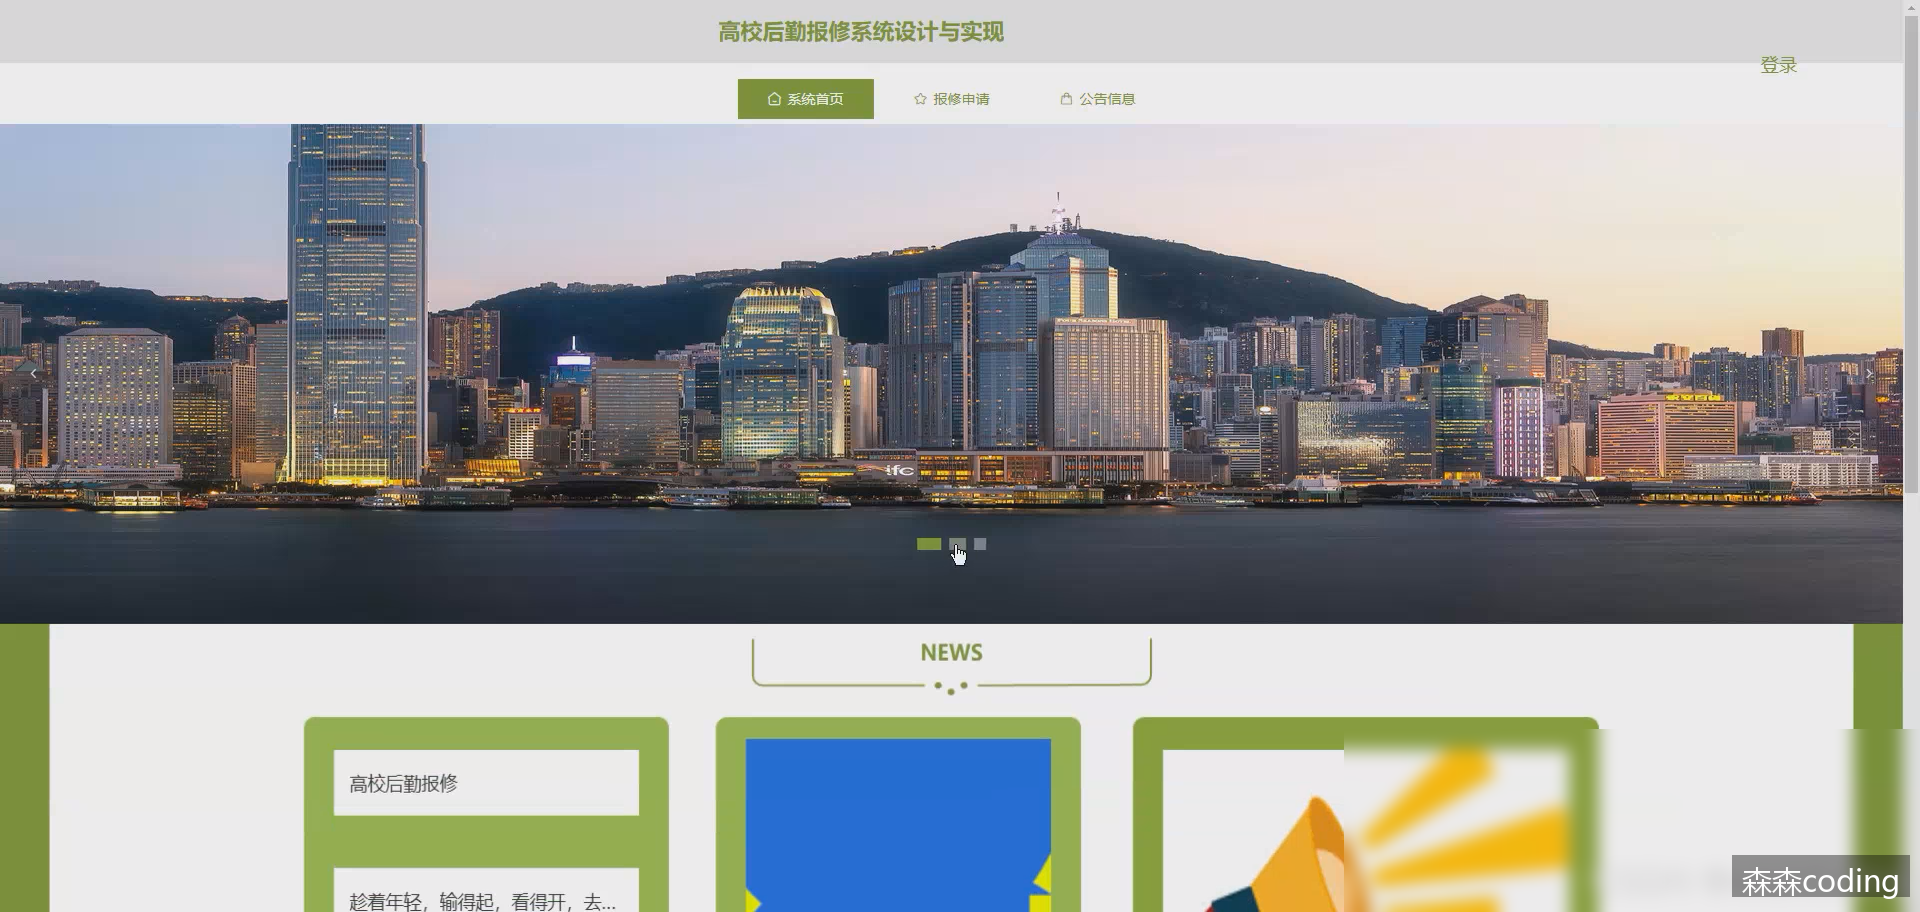 高校后勤报修系统设计与实现
登录
系统首页
报修申请
公告信息
ifc
NEWS
高校后勤报修
趁着年轻，输得起，看得开，去...
森森coding